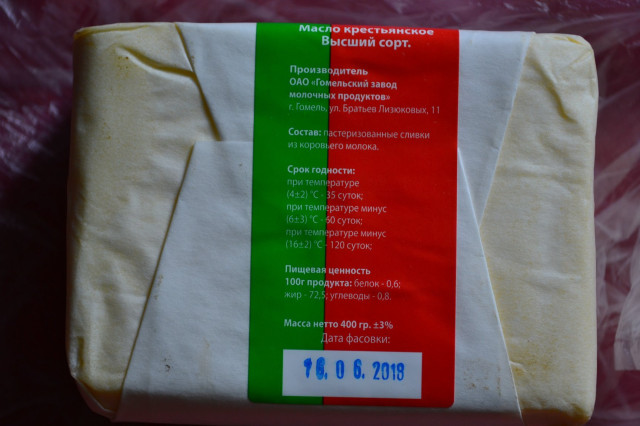 Масло крестьянское
Высший сорт.
Производитель
ОАО «Гомельский завод
молочных продуктов»
г. Гомель, ул. Братьев Лизюковых, 11
Состав: пастеризованные сливки
из коровьего молока.
Срок годности:
при температуре
(4±2) °C - 35 суток;
при температуре минус
(6±3) °C - 60 суток;
при температуре минус
(16±2) °C - 120 суток;
Пищевая ценность
100г продукта: белок - 0,6;
жир - 72,5; углеводы - 0,8.
Масса нетто 400 гр. ±3%
Дата фасовки:
16. 0 6. 2018